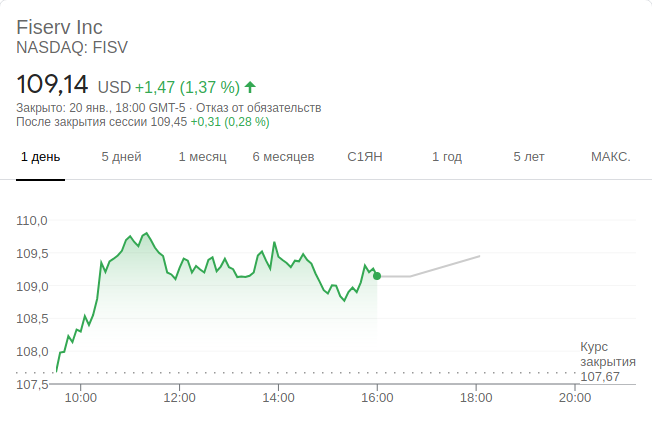 Fiserv Inc
NASDAQ: FISV
109,14 USD +1,47 (1,37 %)
Закрыто: 20 янв., 18:00 GMT-5 · Отказ от обязательств
После закрытия сессии 109,45 +0,31 (0,28 %)
1 день 5 дней 1 месяц 6 месяцев С1ЯН 1 год 5 лет МАКС.
110,0
109,5
109,0
108,5
108,0
107,5
Курс
закрытия
107,67
10:00 12:00 14:00 16:00 18:00 20:00